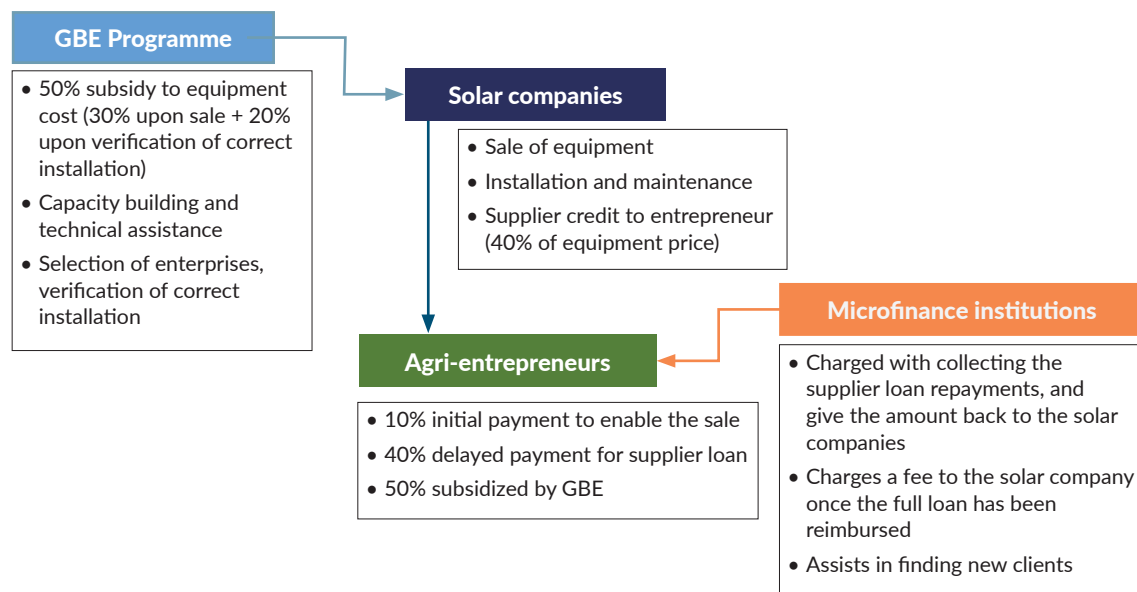 GBE Programme
• 50% subsidy to equipment
cost (30% upon sale + 20%
upon verification of correct
installation)
• Capacity building and
technical assistance
• Selection of enterprises,
verification of correct
installation
Solar companies
• Sale of equipment
• Installation and maintenance
• Supplier credit to entrepreneur
(40% of equipment price)
Agri-entrepreneurs
• 10% initial payment to enable the sale
• 40% delayed payment for supplier loan
• 50% subsidized by GBE
Microfinance institutions
• Charged with collecting the
supplier loan repayments, and
give the amount back to the solar
companies
• Charges a fee to the solar company
once the full loan has been
reimbursed
• Assists in finding new clients